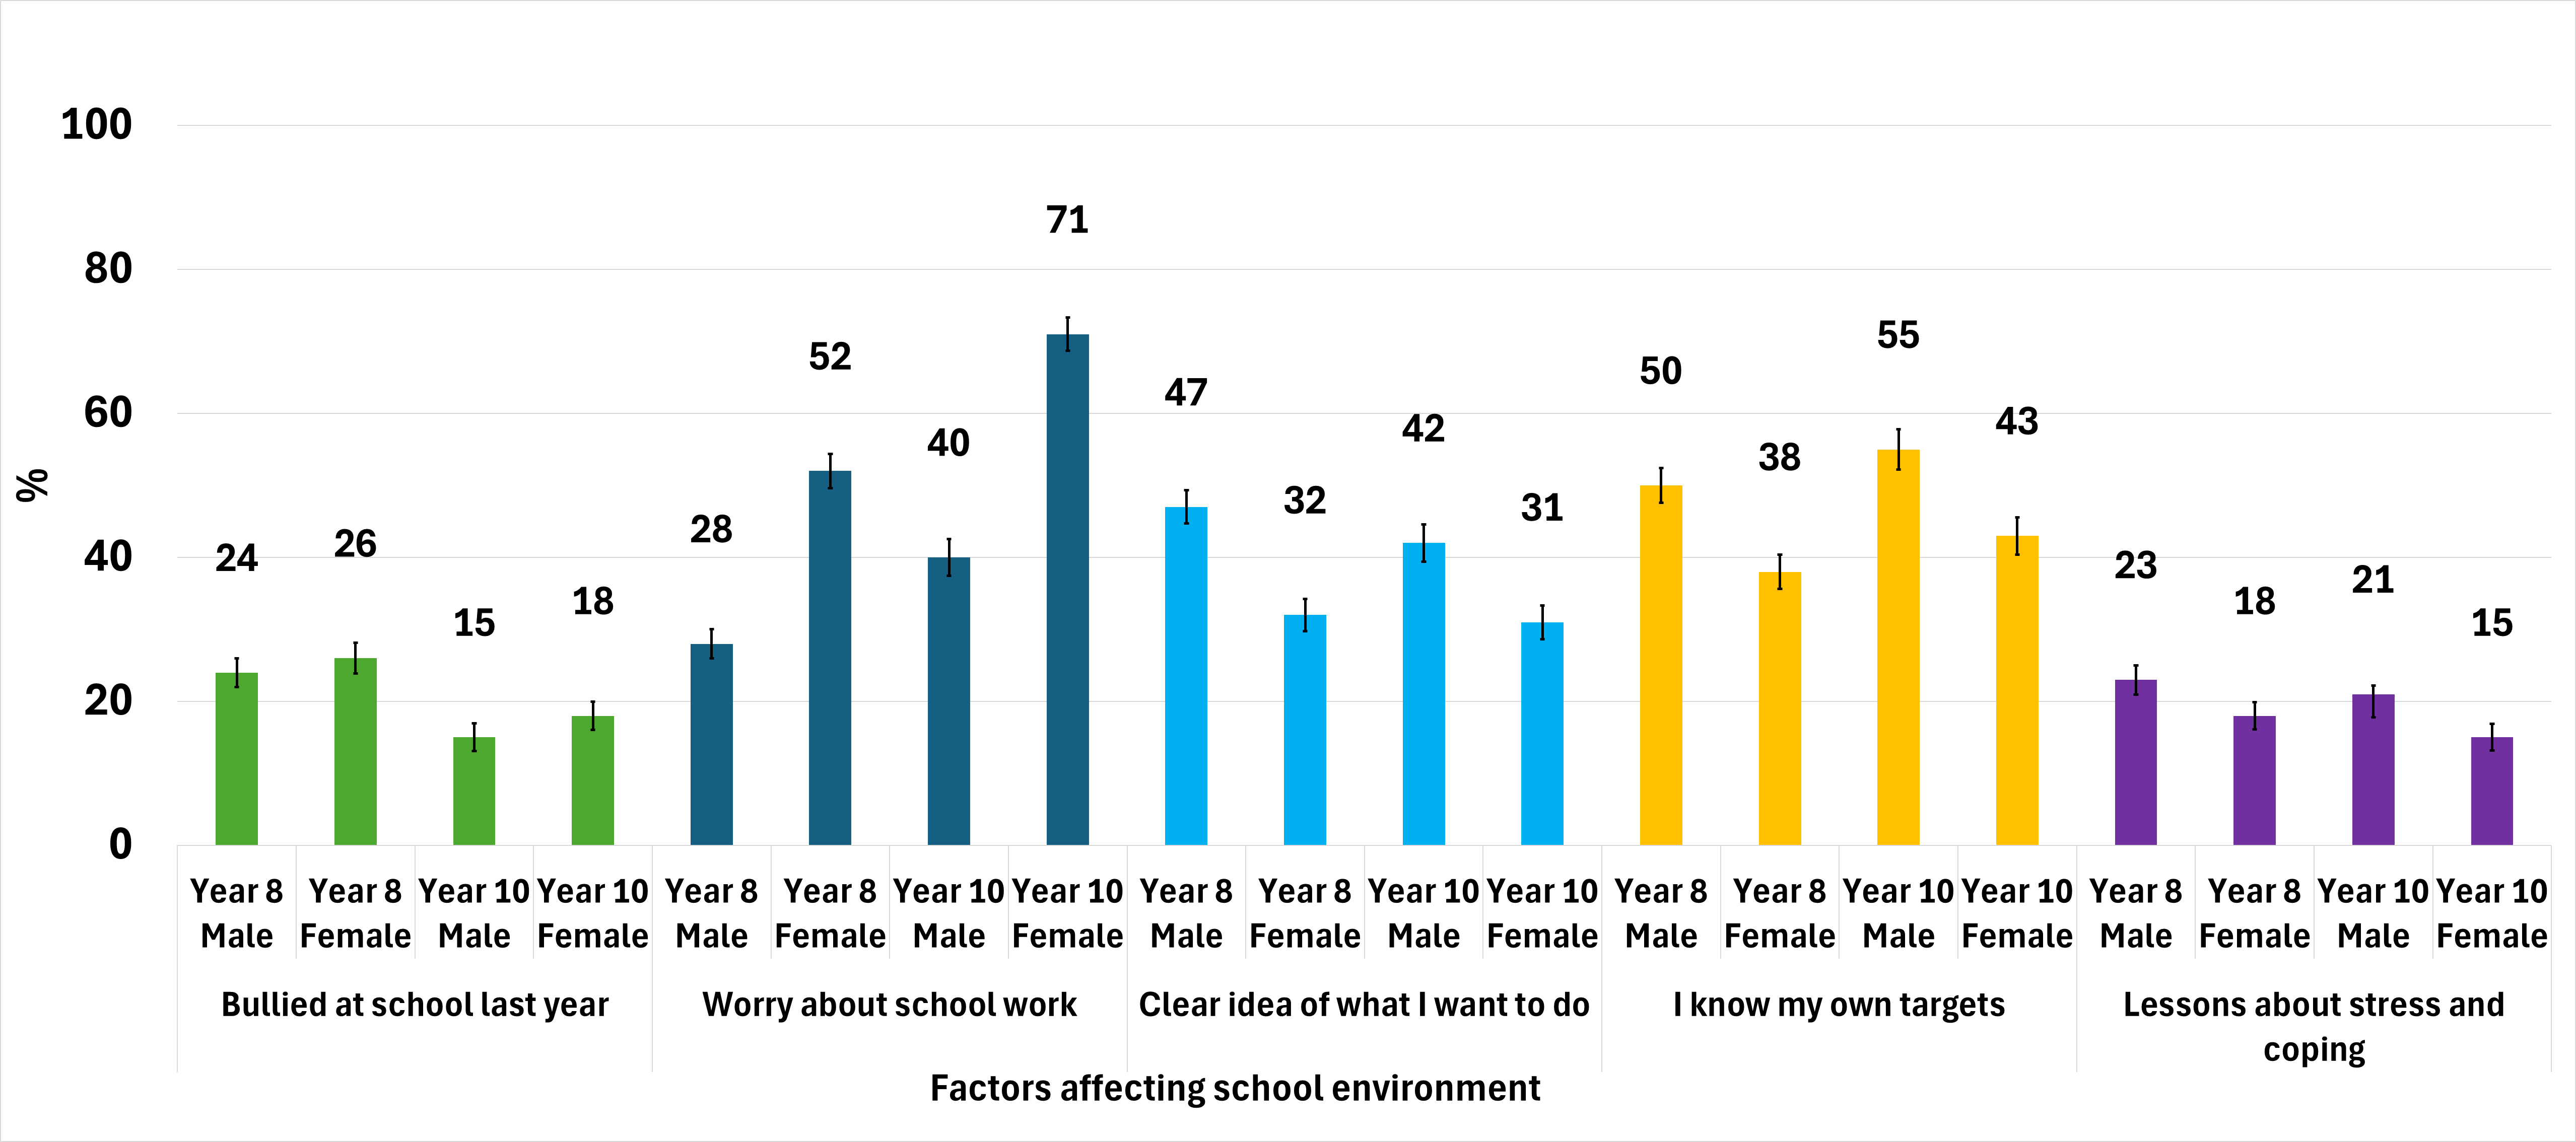 100
80
60
40
20
0
%
24
26
15
18
28
52
40
71
47
32
42
31
50
38
55
43
23
18
21
15
Year 8 Male
Year 8 Female
Year 10 Male
Year 10 Female
Year 8 Male
Year 8 Female
Year 10 Male
Year 10 Female
Year 8 Male
Year 8 Female
Year 10 Male
Year 10 Female
Year 8 Male
Year 8 Female
Year 10 Male
Year 10 Female
Year 8 Male
Year 8 Female
Year 10 Male
Year 10 Female
Bullied at school last year
Worry about school work
Clear idea of what I want to do
I know my own targets
Lessons about stress and
coping
Factors affecting school environment